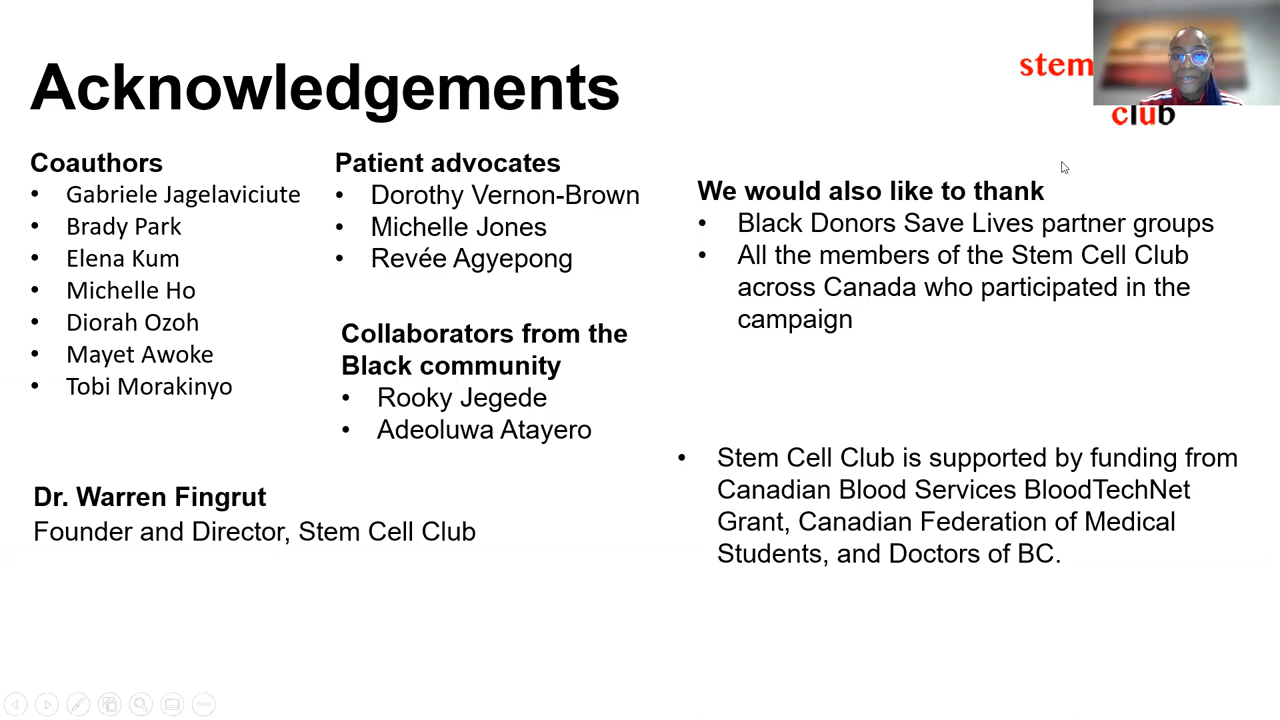 Acknowledgements
stem
club
Coauthors
• Gabriele Jagelaviciute
• Brady Park
• Elena Kum
• Michelle Ho
• Diorah Ozoh
• Mayet Awoke
• Tobi Morakinyo
Patient advocates
• Dorothy Vernon-Brown
• Michelle Jones
• Revée Agyepong
Collaborators from the
Black community
• Rooky Jegede
• Adeoluwa Atayero
Dr. Warren Fingrut
Founder and Director, Stem Cell Club
We would also like to thank
• Black Donors Save Lives partner groups
• All the members of the Stem Cell Club
across Canada who participated in the
campaign
• Stem Cell Club is supported by funding from
Canadian Blood Services BloodTechNet
Grant, Canadian Federation of Medical
Students, and Doctors of BC.